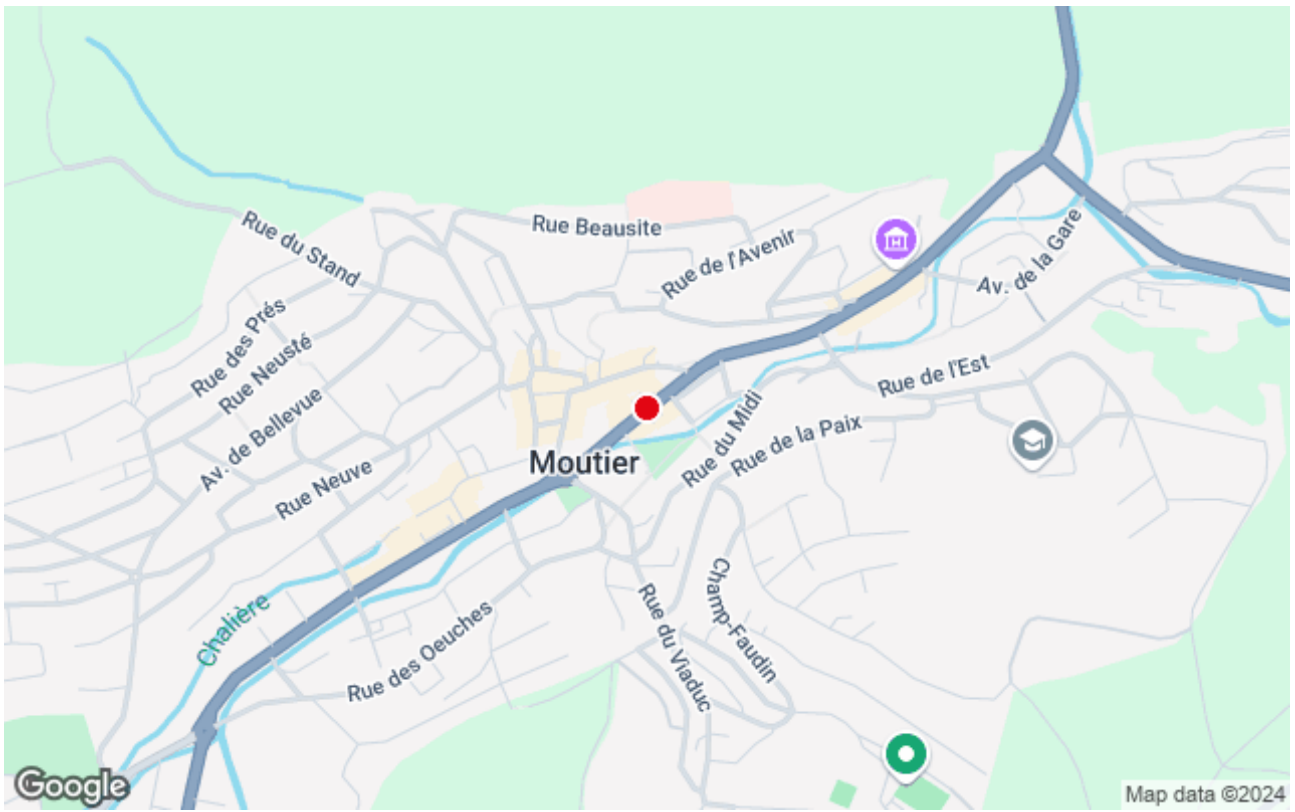 Rue Beausite
Rue du Stand
Rue de l'Avenir
Av. de la Gare
Rue des Prés
Rue Neusté
Av. de Bellevue
Rue de l'Est
Rue du Midi
Rue de la Paix
Moutier
Rue Neuve
Chalière
Rue des Oeuches
Rue du Viaduc
Champ-Faudin
Google
Map data ©2024